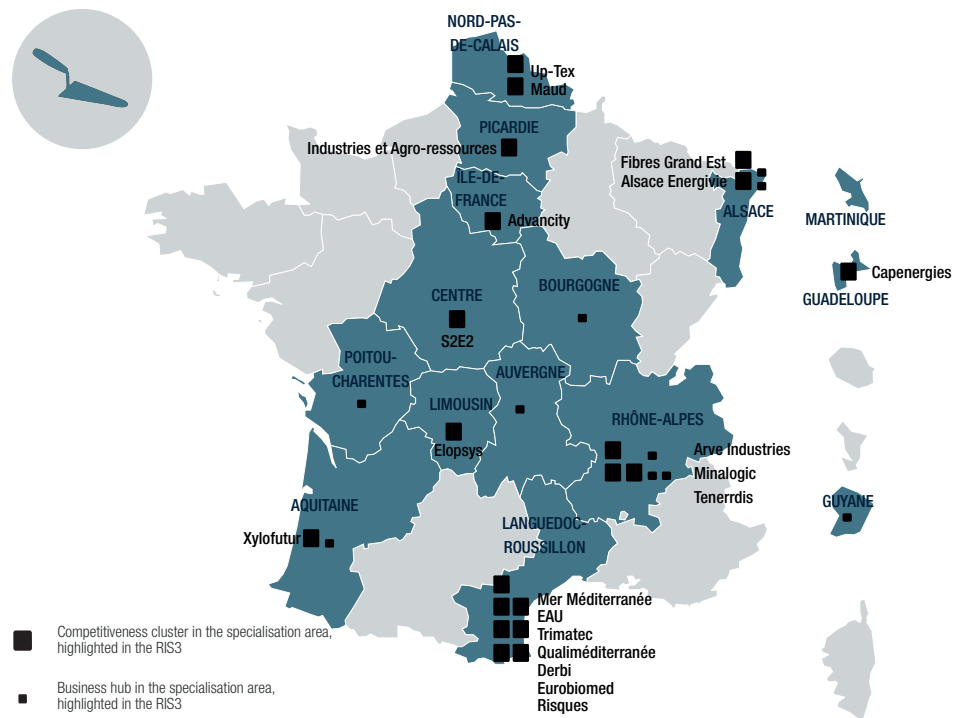 NORD-PAS-
DE-CALAIS
Up-Tex
Maud
PICARDIE
Industries et Agro-ressources
ÎLE-DE-
FRANCE
Advancity
Fibres Grand Est
Alsace Energivie
ALSACE
MARTINIQUE
Capenergies
GUADELOUPE
CENTRE
S2E2
BOURGOGNE
POITOU-
CHARENTES
AUVERGNE
LIMOUSIN
Elopsys
RHÔNE-ALPES
Arve Industries
Minalogic
Tenerrdis
GUYANE
AQUITAINE
Xylofutur
LANGUEDOC-
ROUSSILLON
Mer Méditerranée
EAU
Trimatec
Qualiméditerranée
Derbi
Eurobiomed
Risques
Competitiveness cluster in the specialisation area,
highlighted in the RIS3
Business hub in the specialisation area,
highlighted in the RIS3